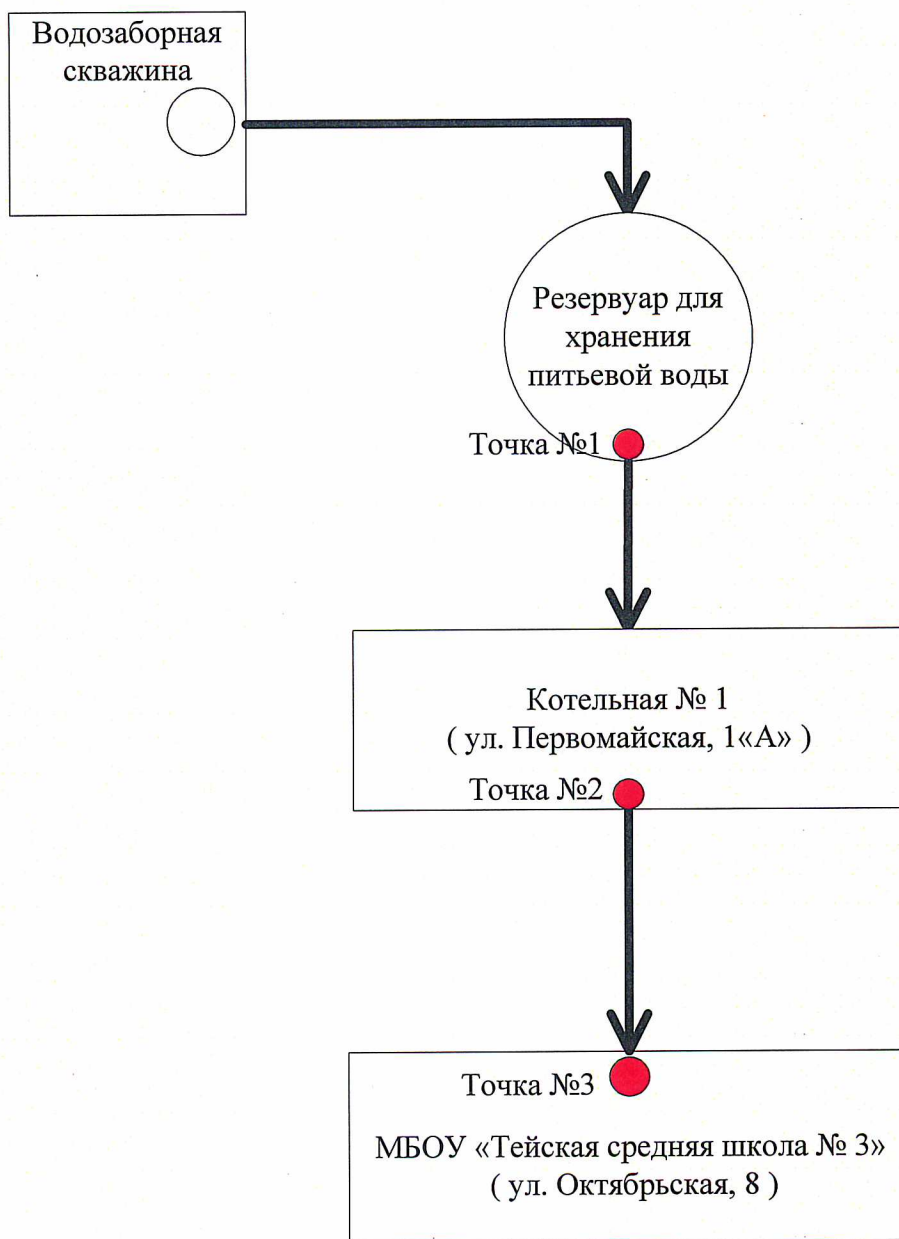 Водозаборная
скважина
Резервуар для
хранения
питьевой воды
Точка №1
Котельная № 1
( ул. Первомайская, 1«А» )
Точка №2
Точка №3
МБОУ «Тейская средняя школа № 3»
( ул. Октябрьская, 8 )